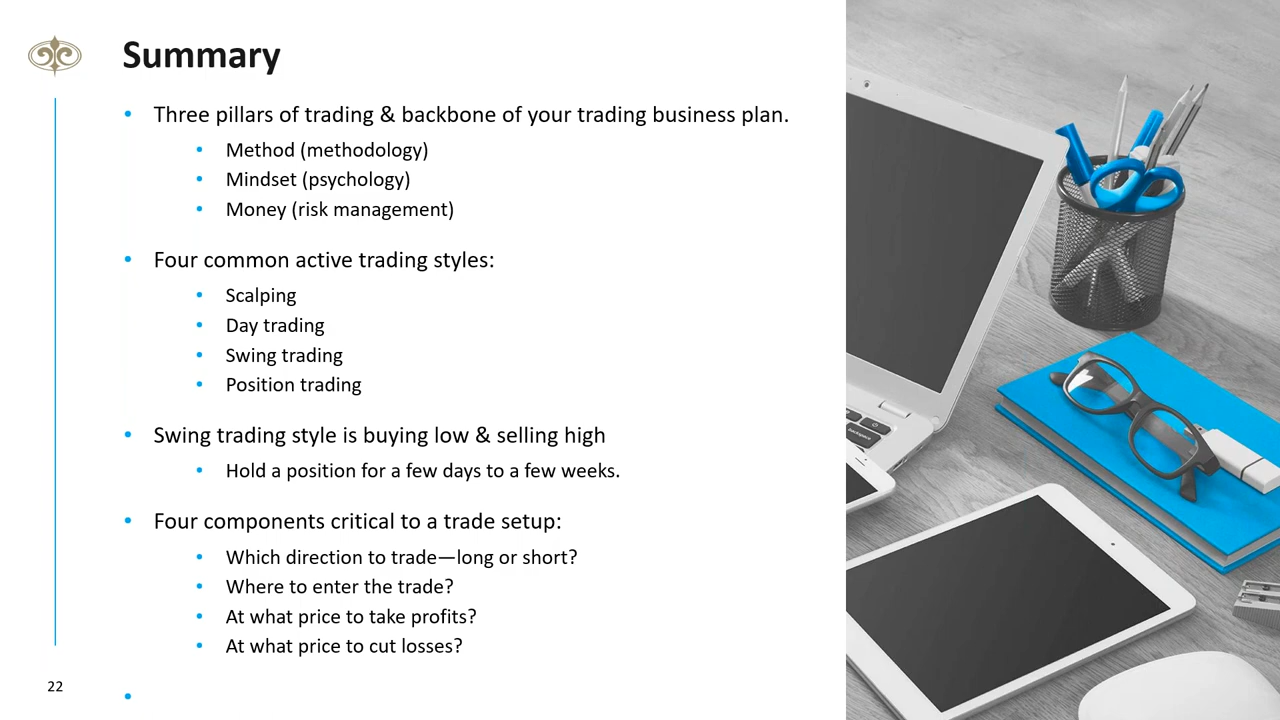 Summary
• Three pillars of trading & backbone of your trading business plan.
• Method (methodology)
• Mindset (psychology)
• Money (risk management)
• Four common active trading styles:
• Scalping
• Day trading
• Swing trading
• Position trading
• Swing trading style is buying low & selling high
• Hold a position for a few days to a few weeks.
• Four components critical to a trade setup:
• Which direction to trade—long or short?
• Where to enter the trade?
• At what price to take profits?
• At what price to cut losses?
•
22
backspace